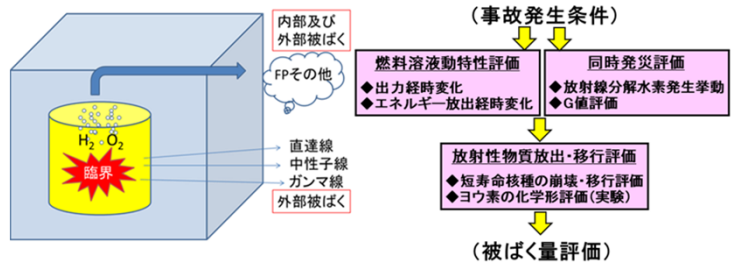 内部及び
外部被ばく
FPその他
H2 O2
臨界
直達線
中性子線
ガンマ線
外部被ばく
(事故発生条件)
燃料溶液動特性評価
◆出力経時変化
◆エネルギー放出経時変化
同時発災評価
◆放射線分解水素発生挙動
◆G値評価
放射性物質放出・移行評価
◆短寿命核種の崩壊・移行評価
◆ヨウ素の化学形評価(実験)
(被ばく量評価)